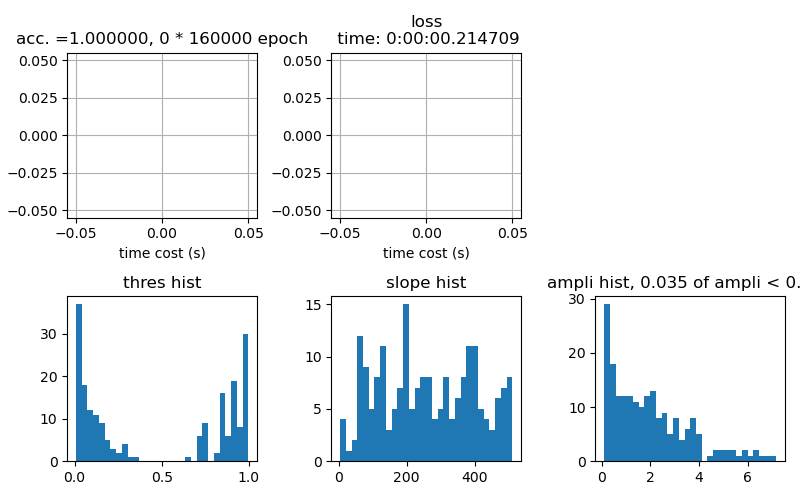 acc. =1.000000, 0 * 160000 epoch
0.050
0.025
0.000
−0.025
−0.050
−0.05 0.00 0.05
time cost (s)
loss
time: 0:00:00.214709
0.050
0.025
0.000
−0.025
−0.050
−0.05 0.00 0.05
time cost (s)
thres hist
30
20
10
0
0.0 0.5 1.0
slope hist
15
10
5
0
0 200 400
ampli hist, 0.035 of ampli < 0.
30
20
10
0
0 2 4 6